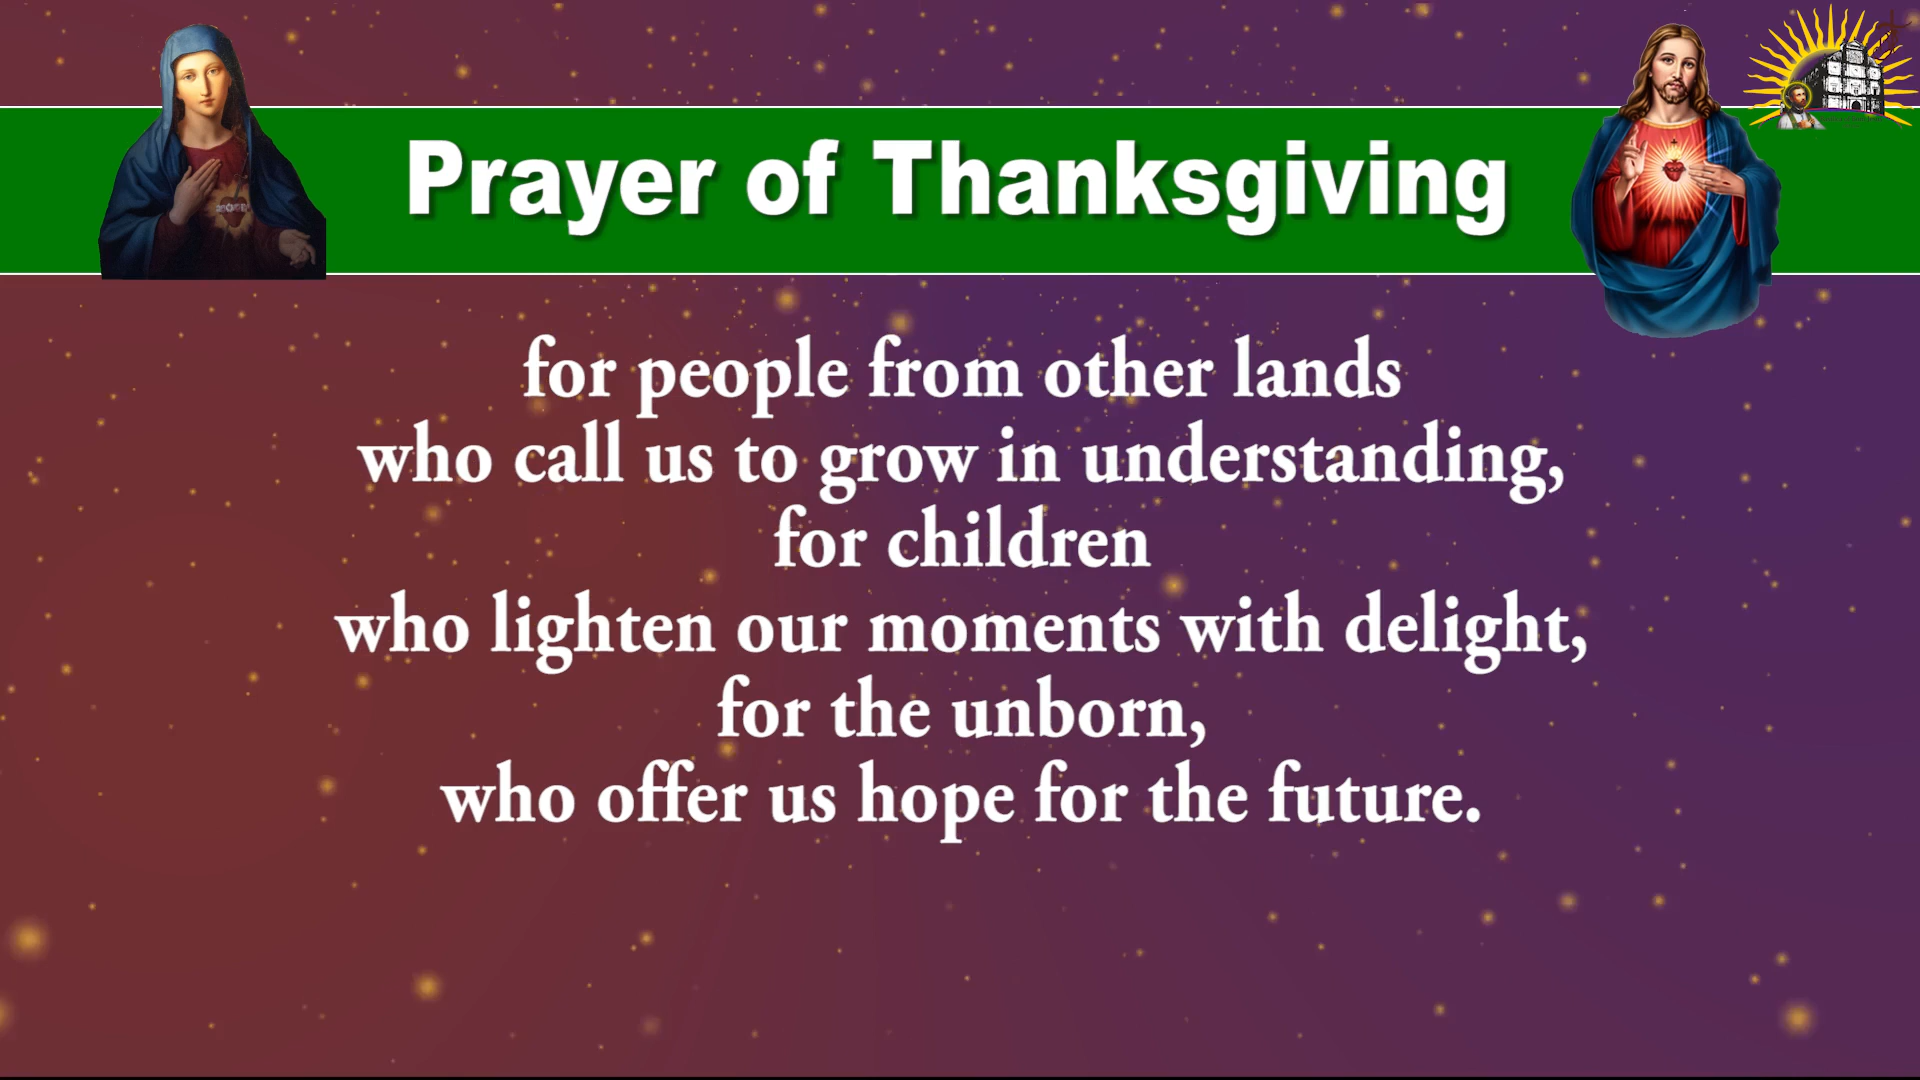 Prayer of Thanksgiving
for people from other lands
who call us to grow in understanding,
for children
who lighten our moments with delight,
for the unborn,
who offer us hope for the future.